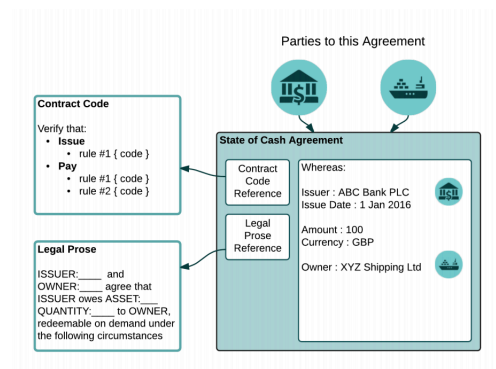 Parties to this Agreement
Contract Code
Verify that:
• Issue
• rule #1 { code }
• Pay
• rule #1 { code }
• rule #2 { code }
Legal Prose
ISSUER:____ and
OWNER:____ agree that
ISSUER owes ASSET:___
QUANTITY:____ to OWNER,
redeemable on demand under
the following circumstances
State of Cash Agreement
Contract
Code
Reference
Legal
Prose
Reference
Whereas:
Issuer : ABC Bank PLC
Issue Date : 1 Jan 2016
Amount : 100
Currency : GBP
Owner : XYZ Shipping Ltd